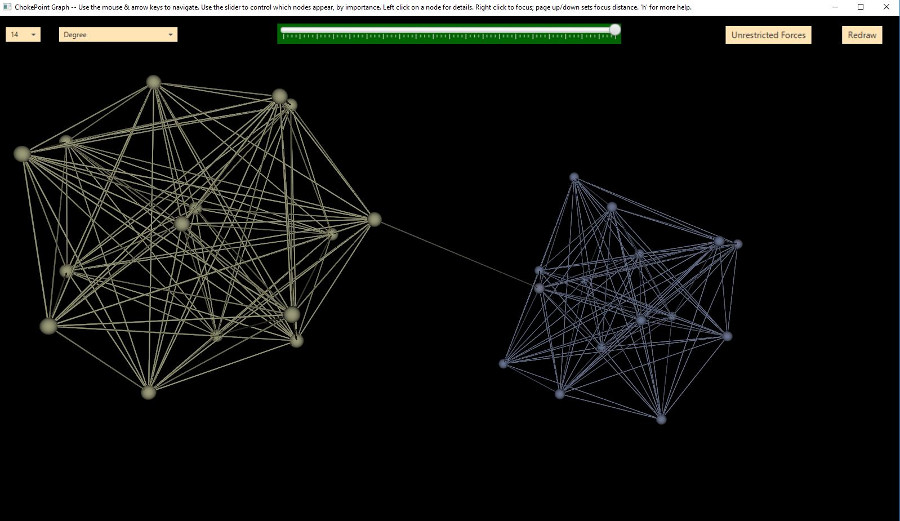 ChokePoint Graph -- Use the mouse & arrow keys to navigate. Use the slider to control which nodes appear, by importance. Left click on a node for details. Right click to focus; page up/down sets focus distance. 'h' for more help.
14
Degree
Unrestricted Forces
Redraw